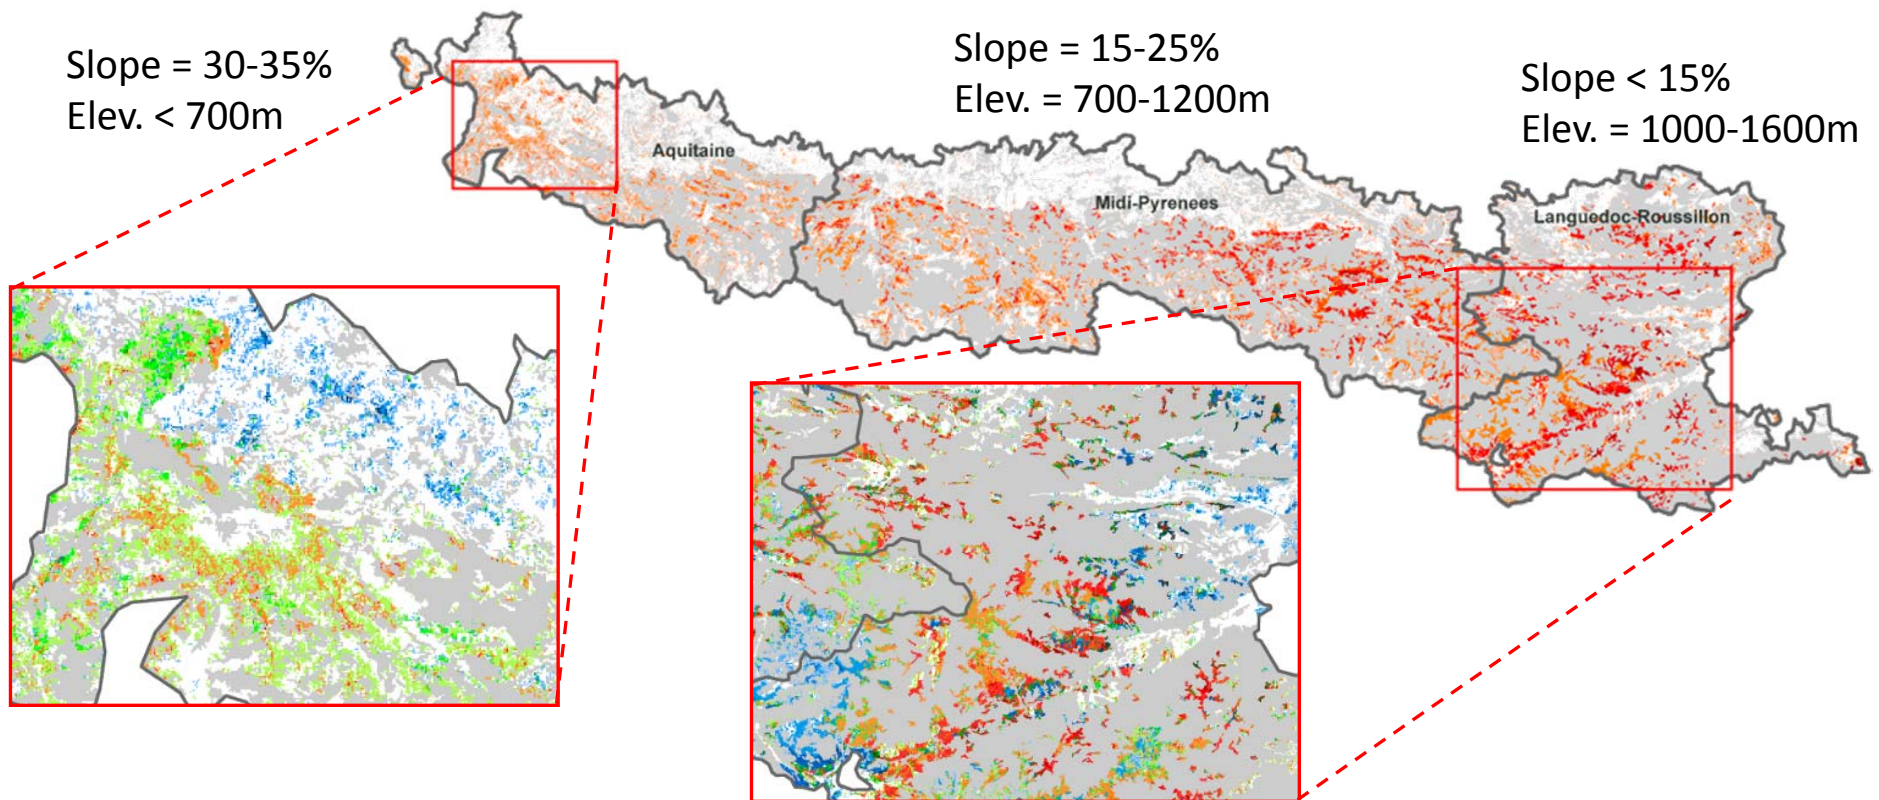 Slope = 30-35%
Elev. < 700m
Slope = 15-25%
Elev. = 700-1200m
Slope < 15%
Elev. = 1000-1600m
Aquitaine
Midi-Pyrenees
Languedoc-Roussillon